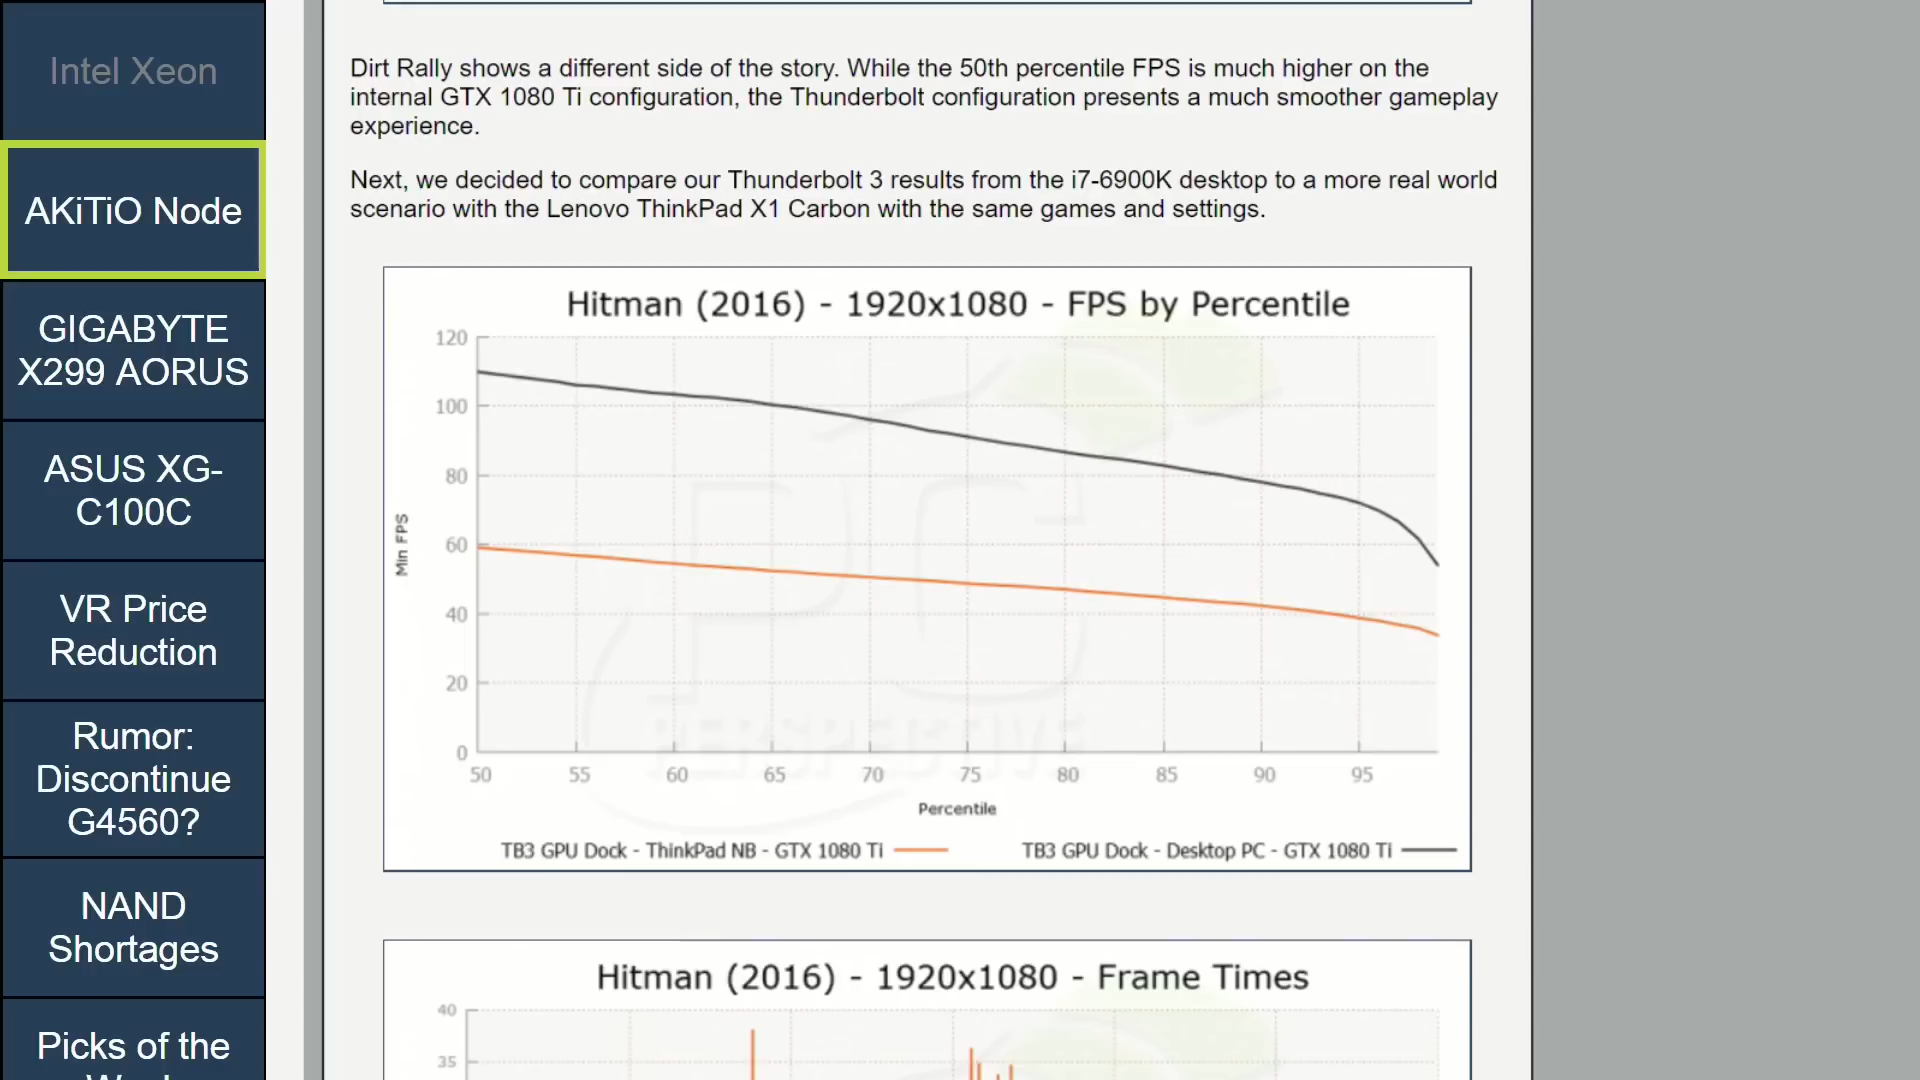 Intel Xeon
AKiTiO Node
GIGABYTE
X299 AORUS
ASUS XG-
C100C
VR Price
Reduction
Rumor:
Discontinue
G4560?
NAND
Shortages
Picks of the
Dirt Rally shows a different side of the story. While the 50th percentile FPS is much higher on the
internal GTX 1080 Ti configuration, the Thunderbolt configuration presents a much smoother gameplay
experience.
Next, we decided to compare our Thunderbolt 3 results from the i7-6900K desktop to a more real world
scenario with the Lenovo ThinkPad X1 Carbon with the same games and settings.
Hitman (2016) - 1920x1080 - FPS by Percentile
120
100
80
60
40
20
0
Min FPS
50 55 60 65 70 75 80 85 90 95
Percentile
TB3 GPU Dock - ThinkPad NB - GTX 1080 Ti
TB3 GPU Dock - Desktop PC - GTX 1080 Ti
PC
PERSPECTIVE
Hitman (2016) - 1920x1080 - Frame Times
40
35